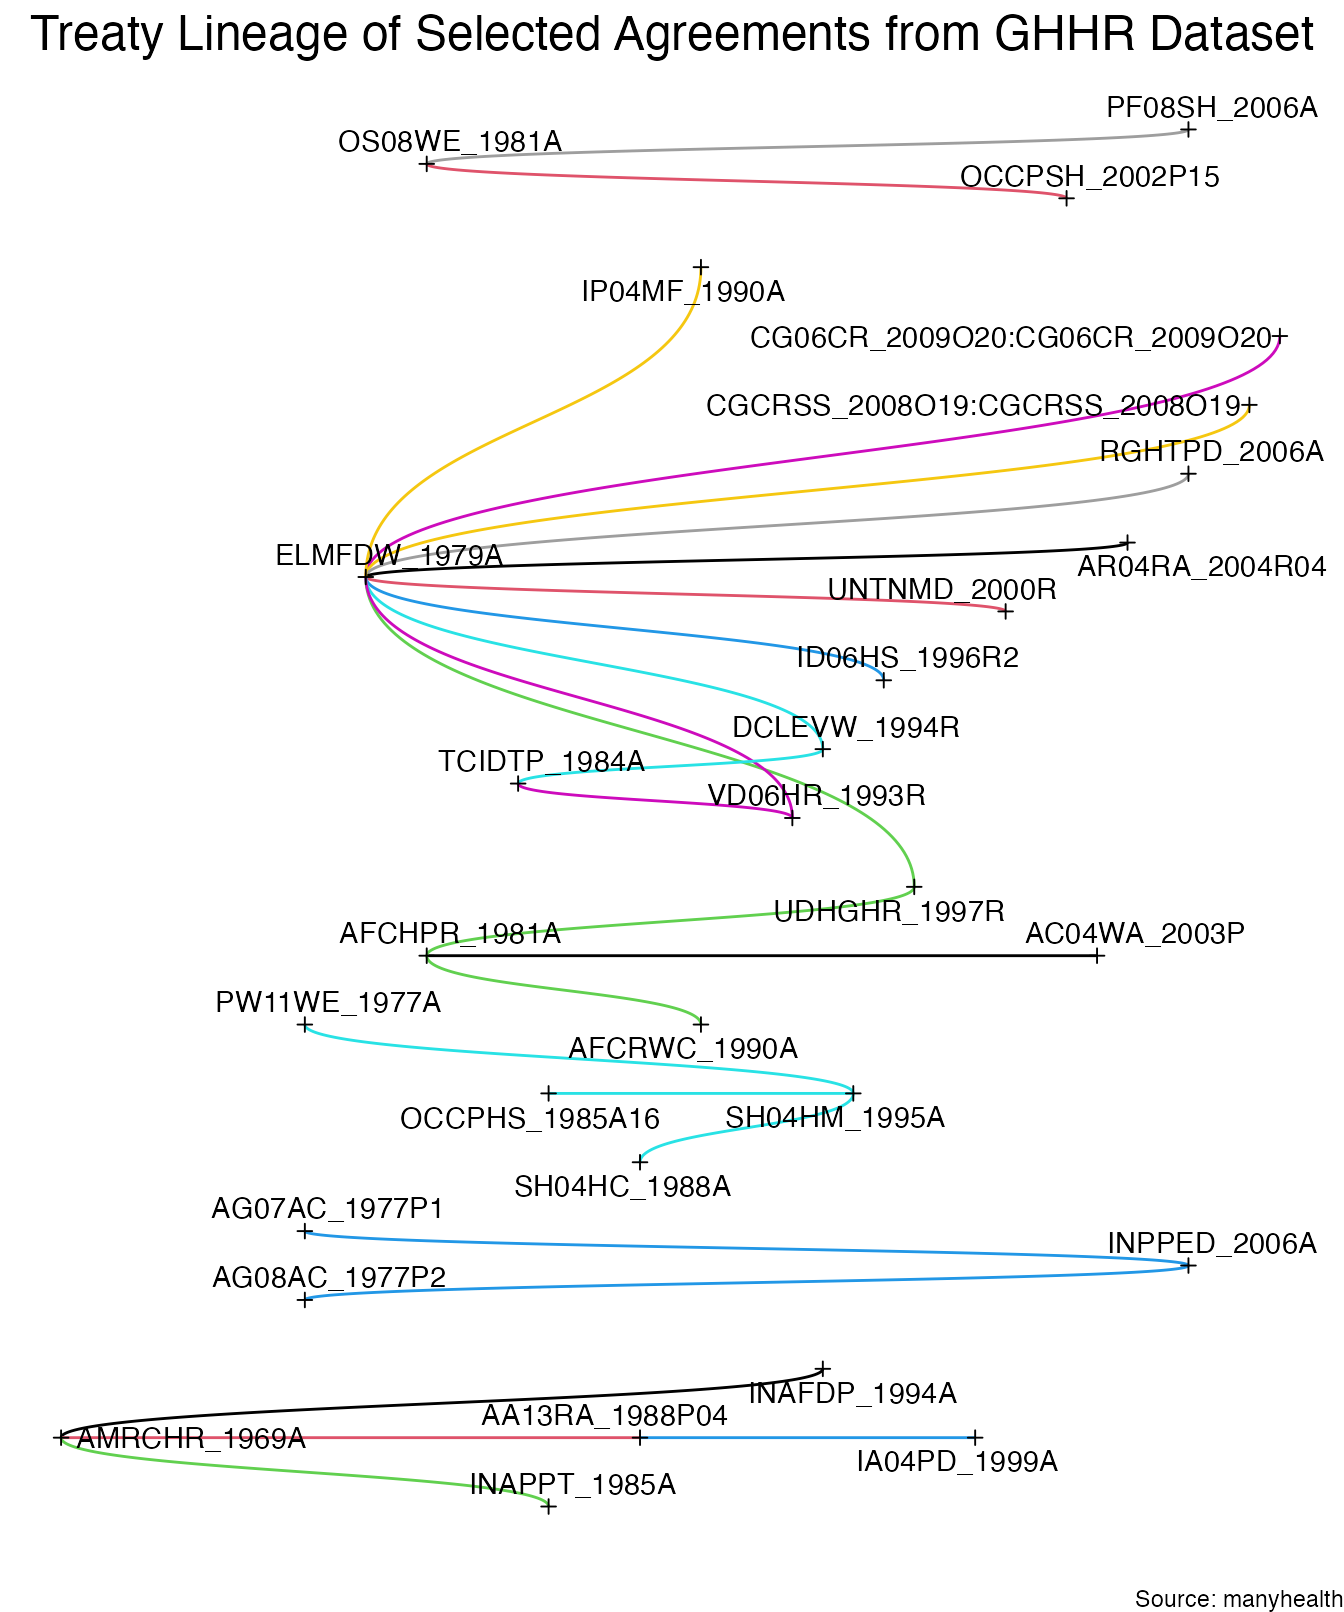 Treaty Lineage of Selected Agreements from GHHR Dataset
PF08SH_2006A
OS08WE_1981A
OCCPSH_2002P15
IP04MF_1990A
CG06CR_2009O20:CG06CR_2009O20
CGCRSS_2008O19:CGCRSS_2008O19
RGHTPD_2006A
ELMFDW_1979A
AR04RA_2004R04
UNTNMD_2000R
ID06HS_1996R2
DCLEVW_1994R
TCIDTP_1984A
VD06HR_1993R
UDHGHR_1997R
AFCHPR_1981A
AC04WA_2003P
PW11WE_1977A
AFCRWC_1990A
OCCPHS_1985A16
SH04HM_1995A
SH04HC_1988A
AG07AC_1977P1
INPPED_2006A
AG08AC_1977P2
INAFDP_1994A
AA13RA_1988P04
AMRCHR_1969A
IA04PD_1999A
INAPPT_1985A
Source: manyhealth